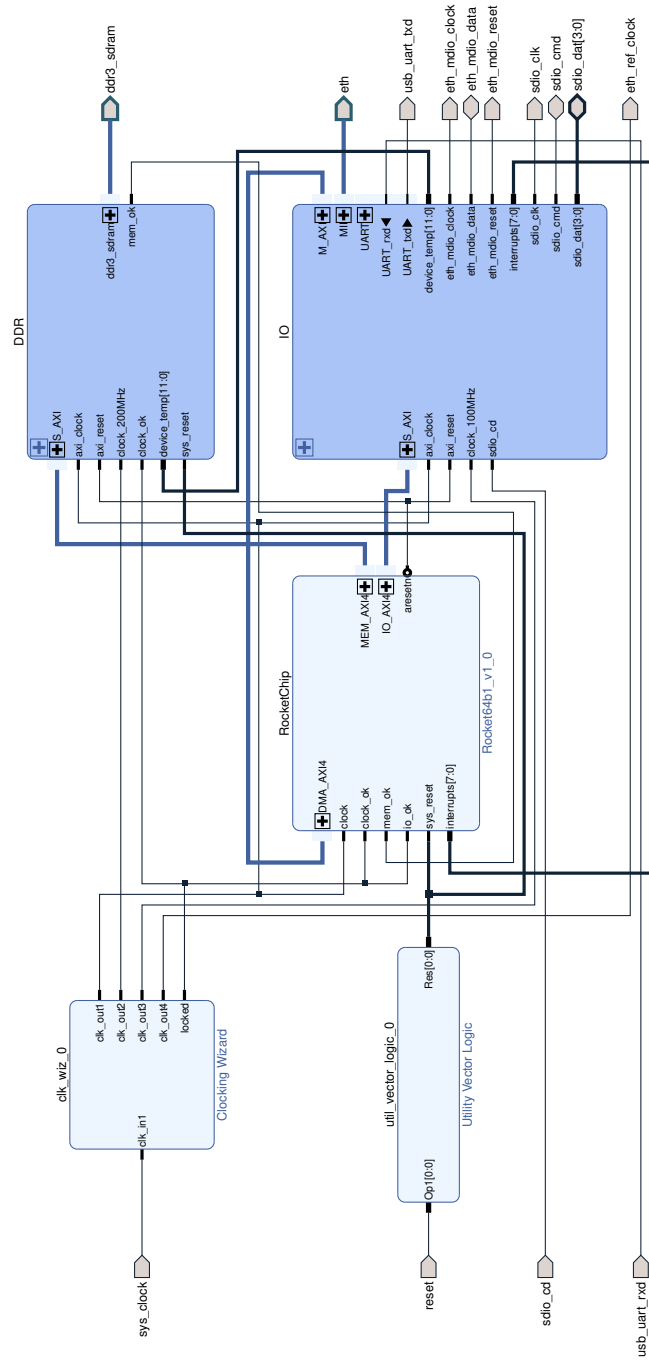 sys_clock
reset
sdio_cd
usb_uart_rxd
clk_wiz_0
clk_in1
clk_out1
clk_out2
clk_out3
clk_out4
locked
Clocking Wizard
util_vector_logic_0
Op1[0:0]
Res[0:0]
Utility Vector Logic
RocketChip
DMA_AXI4
clock
clock_ok
mem_ok
io_ok
sys_reset
interrupts[7:0]
MEM_AXI4
IO_AXI4
aresetn
Rocket64b1_v1_0
DDR
S_AXI
axi_clock
axi_reset
clock_200MHz
clock_ok
device_temp[11:0]
sys_reset
ddr3_sdram
mem_ok
IO
S_AXI
axi_clock
axi_reset
clock_100MHz
sdio_cd
M_AXI
MII
UART
UART_rxd
UART_txd
device_temp[11:0]
eth_mdio_clock
eth_mdio_data
eth_mdio_reset
interrupts[7:0]
sdio_clk
sdio_cmd
sdio_dat[3:0]
ddr3_sdram
eth
usb_uart_txd
eth_mdio_clock
eth_mdio_data
eth_mdio_reset
sdio_clk
sdio_cmd
sdio_dat[3:0]
eth_ref_clock